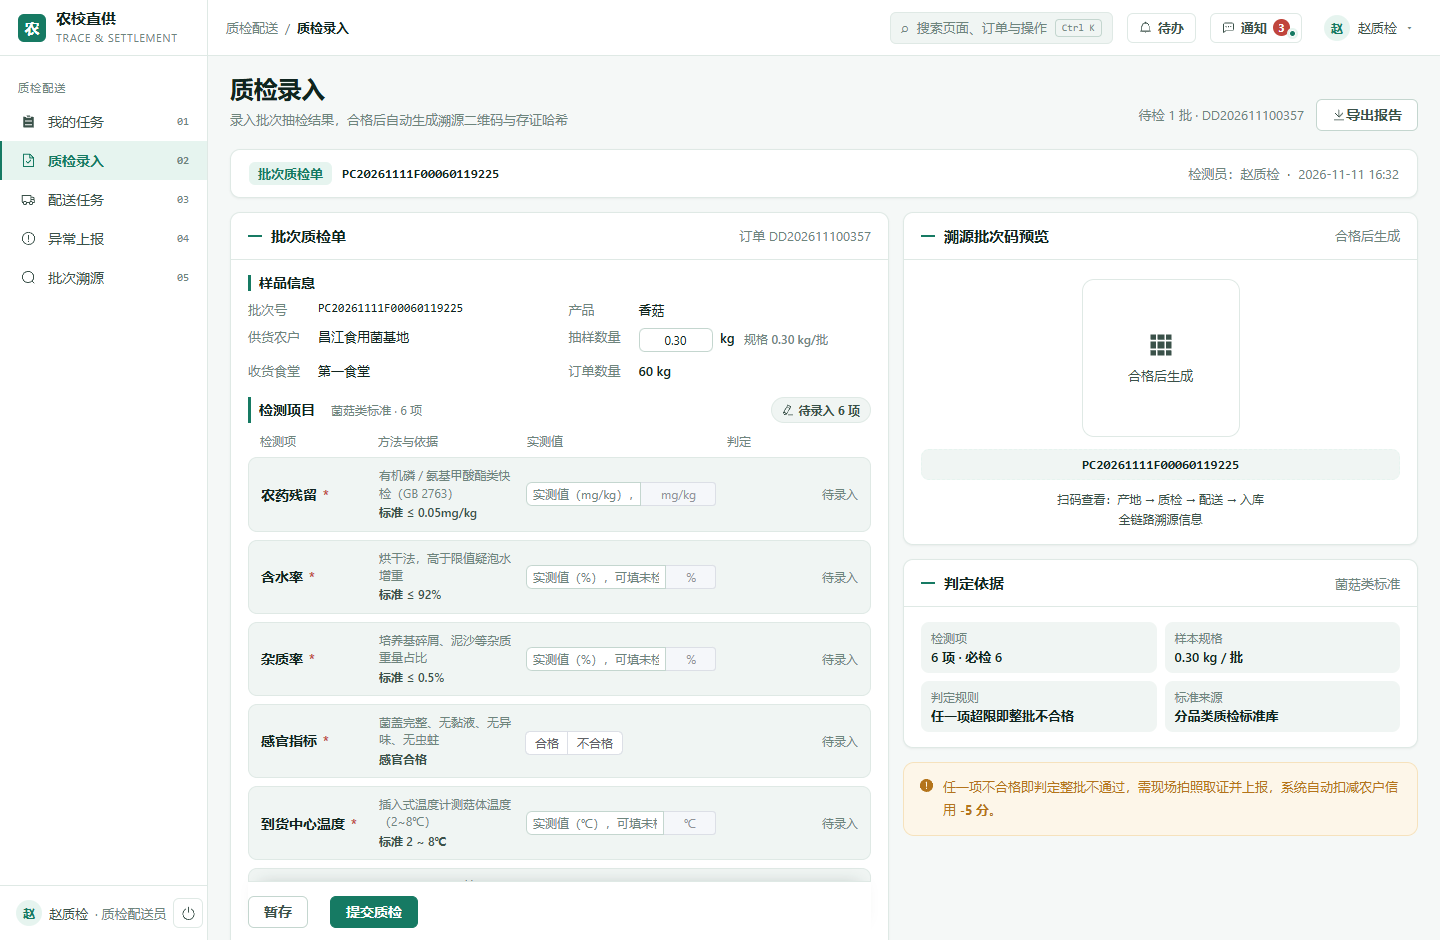 农
农校直供
TRACE & SETTLEMENT
质检配送 / 质检录入
搜索页面、订单与操作 Ctrl K
待办
通知 3
赵 赵质检
质检配送
我的任务 01
质检录入 02
配送任务 03
异常上报 04
批次溯源 05
赵 赵质检 · 质检配送员
质检录入
录入批次抽检结果，合格后自动生成溯源二维码与存证哈希
待检 1 批 · DD202611100357
导出报告
批次质检单 PC20261111F00060119225
检测员：赵质检 · 2026-11-11 16:32
批次质检单
订单 DD202611100357
样品信息
批次号 PC20261111F00060119225
产品 香菇
供货农户 昌江食用菌基地
抽样数量 0.30 kg 规格 0.30 kg/批
收货食堂 第一食堂
订单数量 60 kg
检测项目 菌菇类标准 · 6 项
待录入 6 项
检测项 方法与依据 实测值 判定
农药残留 *
有机磷 / 氨基甲酸酯类快
检（GB 2763）
标准 ≤ 0.05mg/kg
实测值（mg/kg）, mg/kg
待录入
含水率 *
烘干法，高于限值疑泡水
增重
标准 ≤ 92%
实测值（%），可填未检 %
待录入
杂质率 *
培养基碎屑、泥沙等杂质
重量占比
标准 ≤ 0.5%
实测值（%），可填未检 %
待录入
感官指标 *
菌盖完整、无黏液、无异
味、无虫蛀
感官合格
合格 不合格
待录入
到货中心温度 *
插入式温度计测菇体温度
（2~8℃）
标准 2 ~ 8℃
实测值（℃），可填未检 ℃
待录入
暂存
提交质检
溯源批次码预览
合格后生成
合格后生成
PC20261111F00060119225
扫码查看：产地 → 质检 → 配送 → 入库
全链路溯源信息
判定依据
菌菇类标准
检测项
6 项 · 必检 6
样本规格
0.30 kg / 批
判定规则
任一项超限即整批不合格
标准来源
分品类质检标准库
任一项不合格即判定整批不通过，需现场拍照取证并上报，系统自动扣减农户信
用 -5 分。